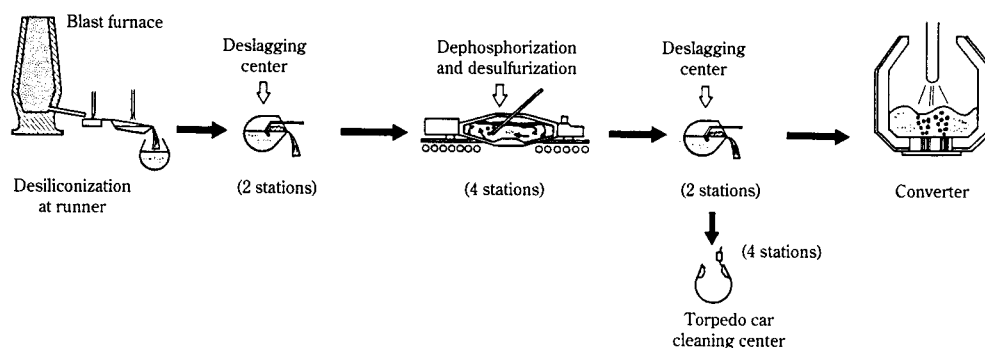 Blast furnace
Desiliconization
at runner
Deslagging
center
(2 stations)
Dephosphorization
and desulfurization
(4 stations)
Deslagging
center
(2 stations)
(4 stations)
Torpedo car
cleaning center
Converter